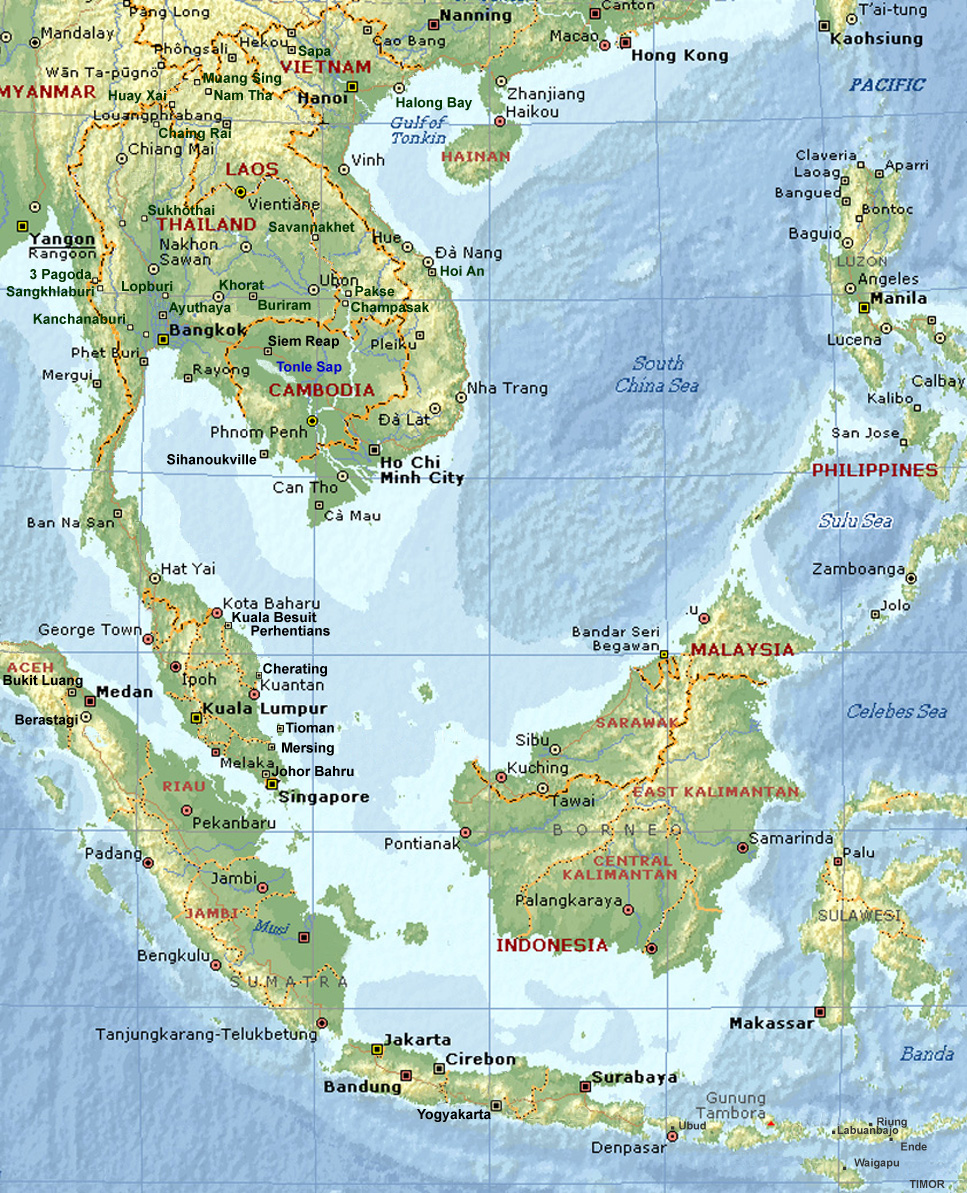 Pang Long
Nanning
Canton
T'ai-tung
Mandalay
Hekou
Cao Bang
Macao
Kaohsiung
Phôngsali
Sapa
Hong Kong
VIETNAM
Wān Ta-pūgno
Muang Sing
MYANMAR
Huay Xai
Nam Tha
Hanoi
Halong Bay
Zhanjiang
PACIFIC
Louangphrabang
Haikou
Gulf of
Tonkin
Chaing Rai
Chiang Mai
HAINAN
Vinh
Claveria
LAOS
Laoag
Aparri
Bangued
Vientiane
Sukhothai
Bontoc
THAILAND
Savannakhet
Yangon
Rangoon
Nakhon
Sawan
Hue
Baguio
Đà Nang
LUZON
3 Pagoda
Hoi An
Sangkhlaburi
Lopburi
Khorat
Ubon
Pakse
Angeles
Ayuthaya
Buriram
Champasak
Manila
Kanchanaburi
Bangkok
Siem Reap
Pleiku
Lucena
Phet Buri
Tonle Sap
South
China Sea
Mergui
Rayong
CAMBODIA
Nha Trang
Calbay
Kalibo
Đà Lat
Phnom Penh
San Jose
Sihanoukville
Ho Chi
Minh City
PHILIPPINES
Can Tho
Cà Mau
Ban Na San
Sulu Sea
Hat Yai
Zamboanga
Kota Baharu
Jolo
Kuala Besuit
George Town
Perhentians
.u
Bandar Seri
Begawan
MALAYSIA
ACEH
Bukit Luang
Ipoh
Cherating
Kuantan
Medan
Kuala Lumpur
Celebes Sea
Berastagi
Tioman
SARAWAK
Mersing
Sibu
Melaka
Johor Bahru
Kuching
RIAU
Singapore
EAST KALIMANTAN
Tawai
Pekanbaru
BORNEO
Pontianak
Samarinda
Padang
Palu
CENTRAL
KALIMANTAN
Jambi
Palangkaraya
JAMBI
SULAWESI
Musi
INDONESIA
Bengkulu
SUMATRA
Makassar
Tanjungkarang-Telukbetung
Jakarta
Banda
Cirebon
Bandung
Surabaya
Gunung
Tambora
Yogyakarta
Ubud
Riung
Labuanbajo
Denpasar
Ende
Waigapu
TIMOR